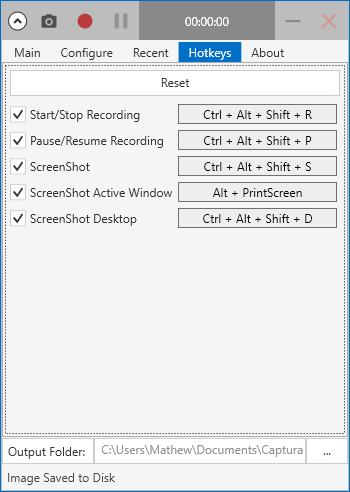 00:00:00
Main Configure Recent Hotkeys About
Reset
Start/Stop Recording Ctrl + Alt + Shift + R
Pause/Resume Recording Ctrl + Alt + Shift + P
ScreenShot Ctrl + Alt + Shift + S
ScreenShot Active Window Alt + PrintScreen
ScreenShot Desktop Ctrl + Alt + Shift + D
Output Folder: C:\Users\Mathew\Documents\Captura ...
Image Saved to Disk